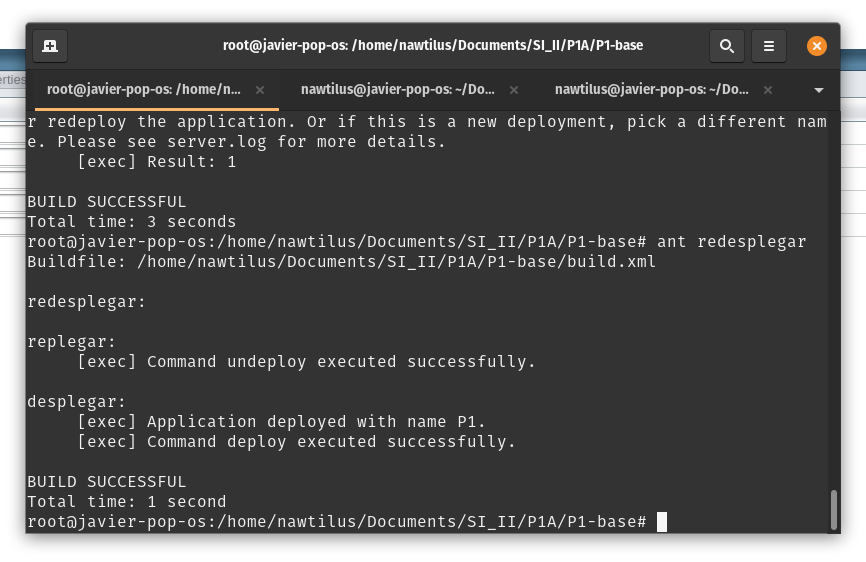 erties
root@javier-pop-os: /home/nawtilus/Documents/SI_II/P1A/P1-base
root@javier-pop-os: /home/n...
nawtilus@javier-pop-os: ~/Do...
nawtilus@javier-pop-os: ~/Do...
r redeploy the application. Or if this is a new deployment, pick a different nam
e. Please see server.log for more details.
     [exec] Result: 1
BUILD SUCCESSFUL
Total time: 3 seconds
root@javier-pop-os:/home/nawtilus/Documents/SI_II/P1A/P1-base# ant redesplegar
Buildfile: /home/nawtilus/Documents/SI_II/P1A/P1-base/build.xml
redesplegar:
replegar:
     [exec] Command undeploy executed successfully.
desplegar:
     [exec] Application deployed with name P1.
     [exec] Command deploy executed successfully.
BUILD SUCCESSFUL
Total time: 1 second
root@javier-pop-os:/home/nawtilus/Documents/SI_II/P1A/P1-base#